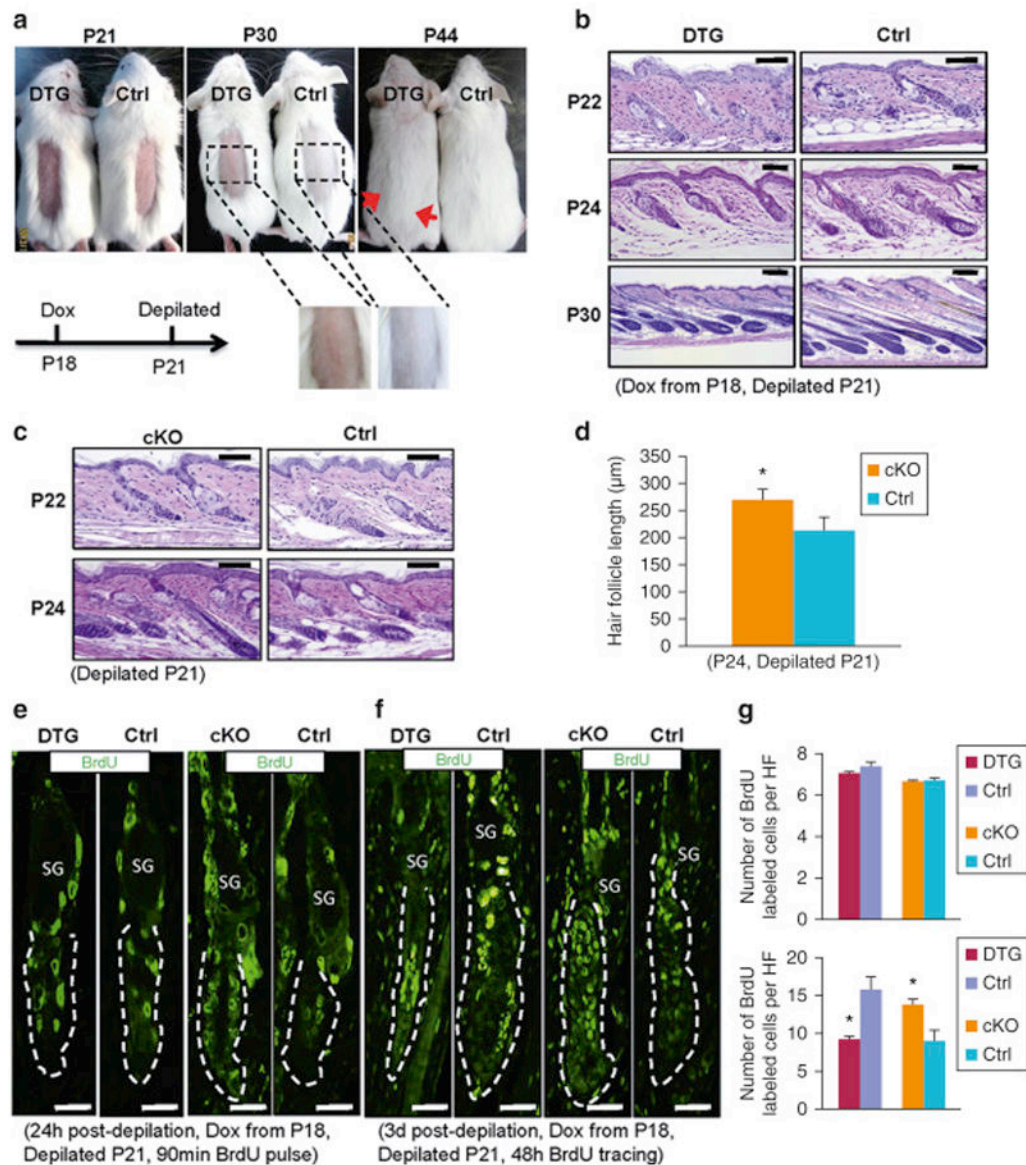 a
P21
P30
P44
DTG
Ctrl
DTG
Ctrl
DTG
Ctrl
Dox
Depilated
P18
P21
b
DTG
Ctrl
P22
P24
P30
(Dox from P18, Depilated P21)
c
cKO
Ctrl
P22
P24
(Depilated P21)
d
350
300
250
200
150
100
50
0
Hair follicle length (μm)
*
cKO
Ctrl
(P24, Depilated P21)
e
DTG
Ctrl
cKO
Ctrl
BrdU
BrdU
SG
SG
SG
SG
(24h post-depilation, Dox from P18,
Depilated P21, 90min BrdU pulse)
f
DTG
Ctrl
cKO
Ctrl
BrdU
BrdU
SG
SG
SG
SG
(3d post-depilation, Dox from P18,
Depilated P21, 48h BrdU tracing)
g
Number of BrdU
labeled cells per HF
8
6
4
2
0
DTG
Ctrl
cKO
Ctrl
Number of BrdU
labeled cells per HF
20
15
10
5
0
*
*
DTG
Ctrl
cKO
Ctrl